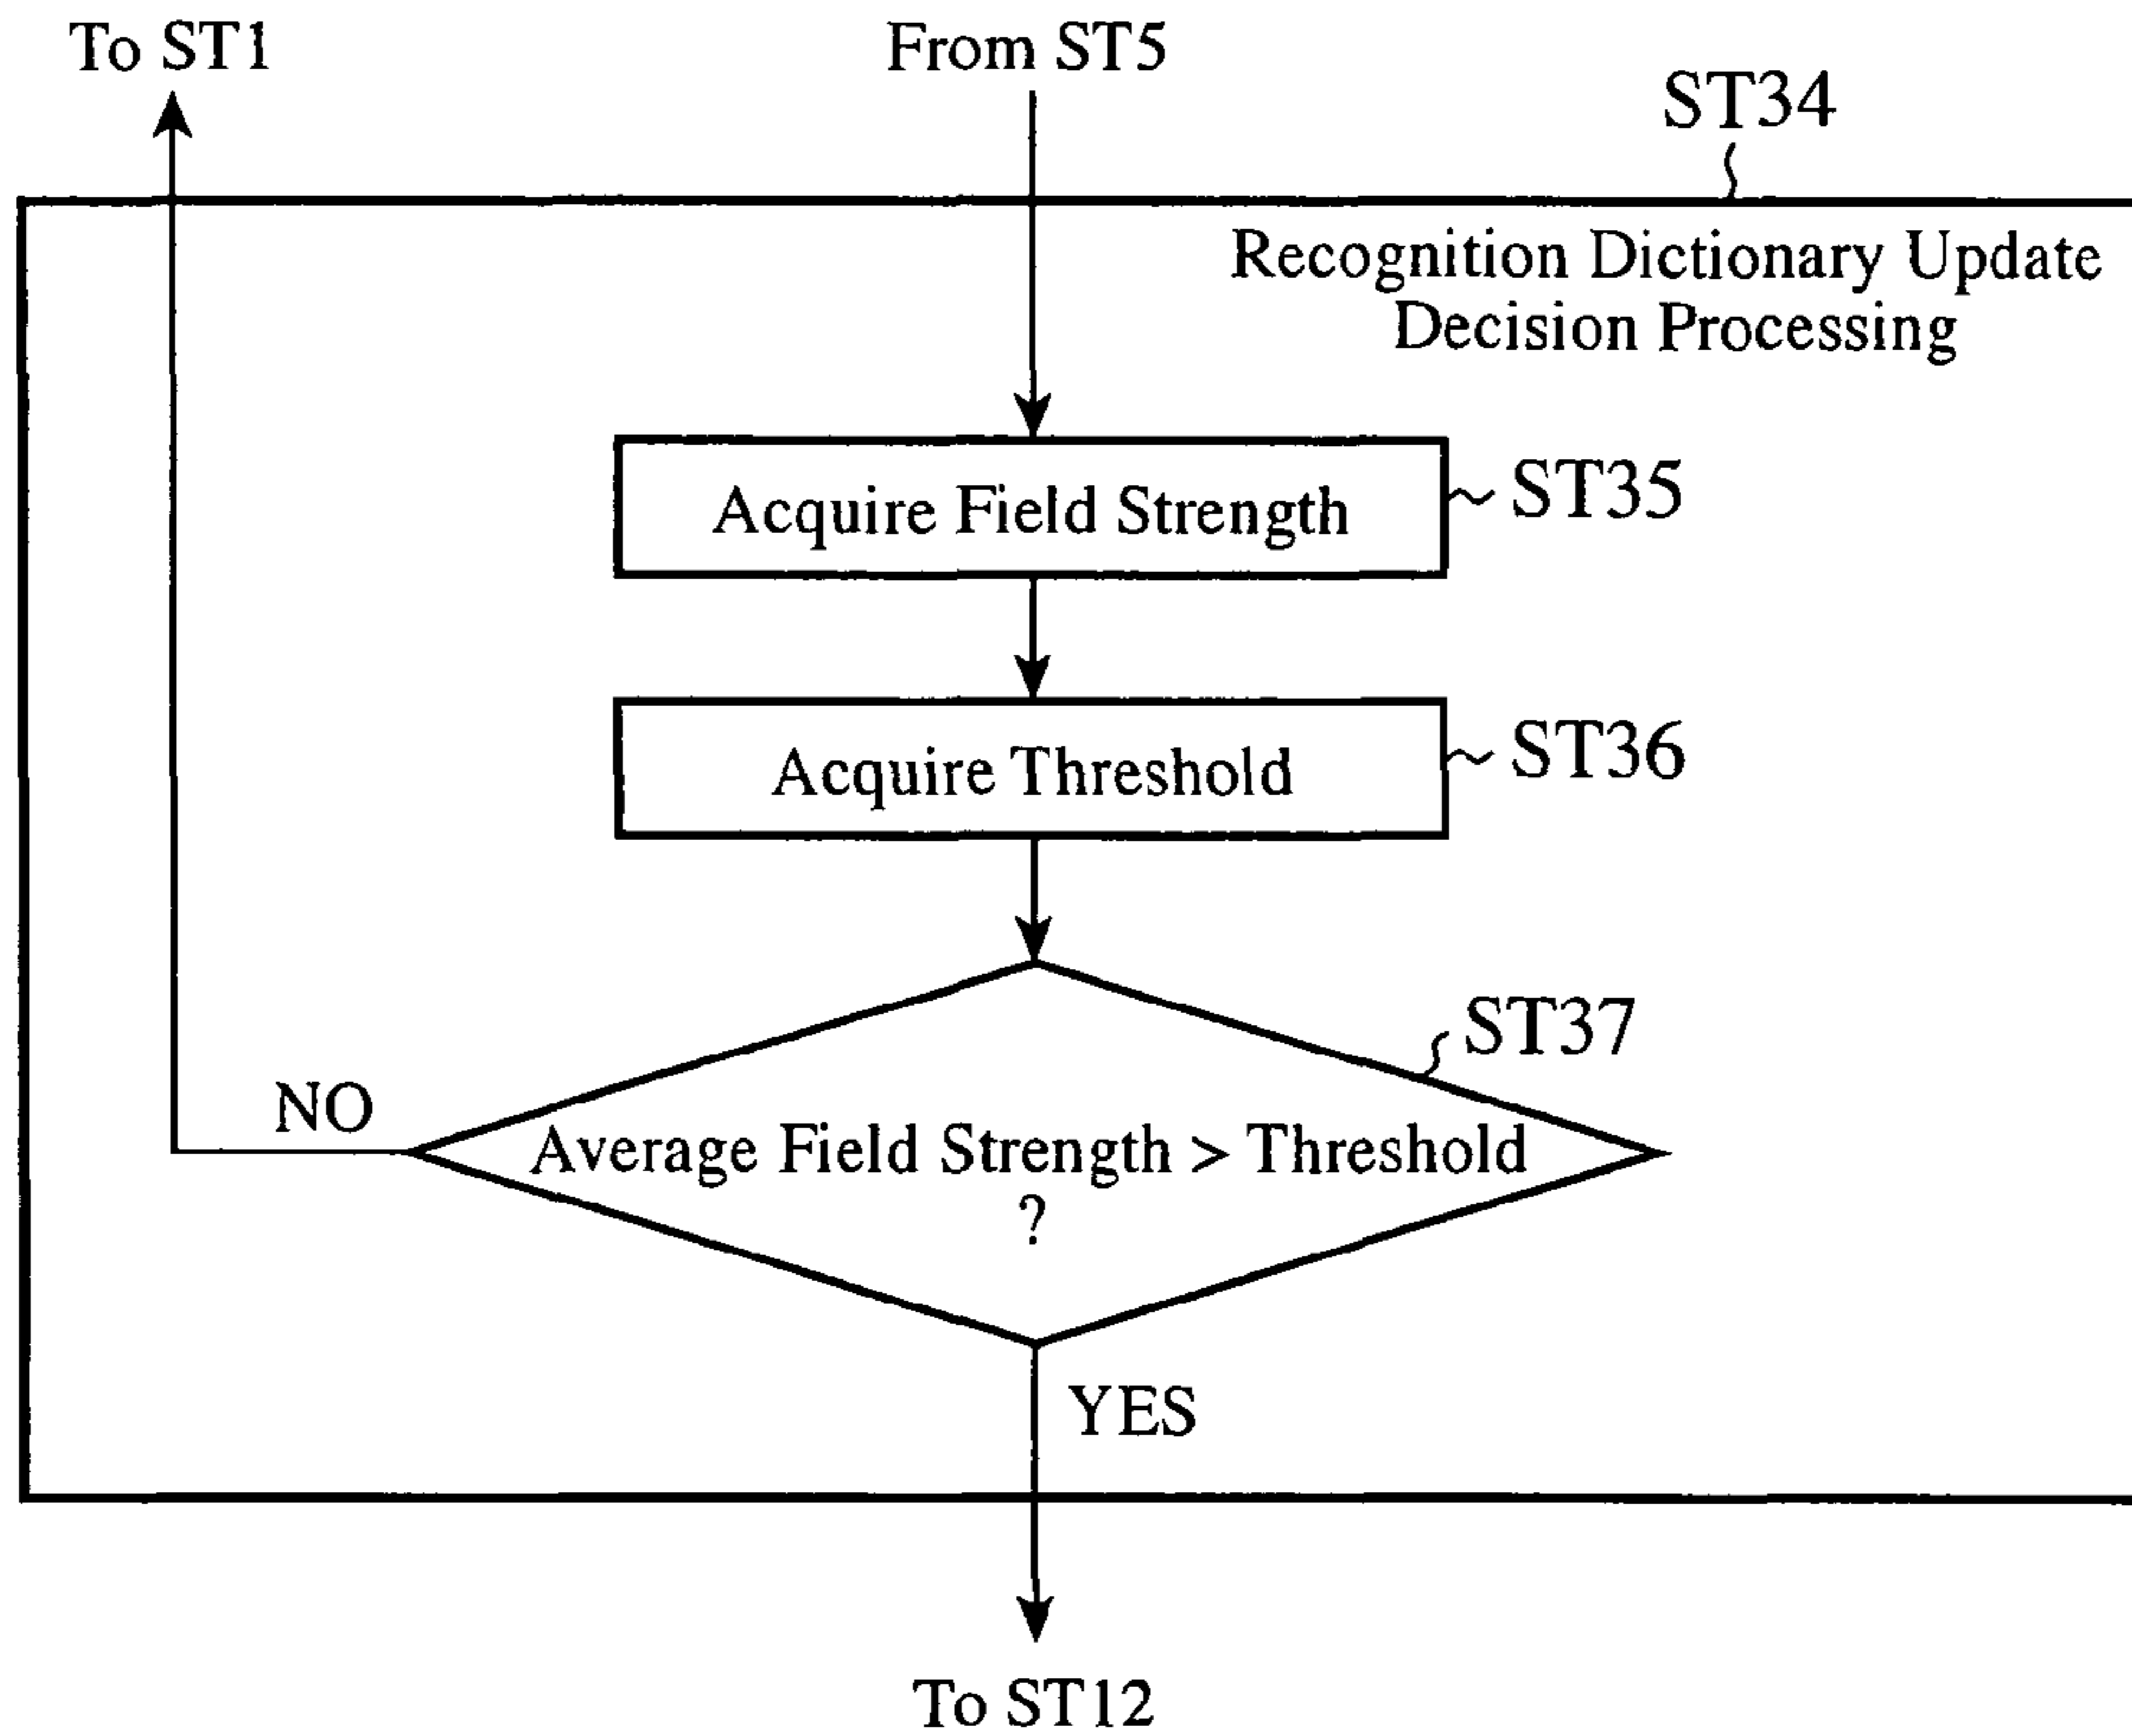 To ST1
From ST5
ST34
Recognition Dictionary Update
Decision Processing
Acquire Field Strength
ST35
Acquire Threshold
ST36
ST37
NO
Average Field Strength > Threshold
?
YES
To ST12